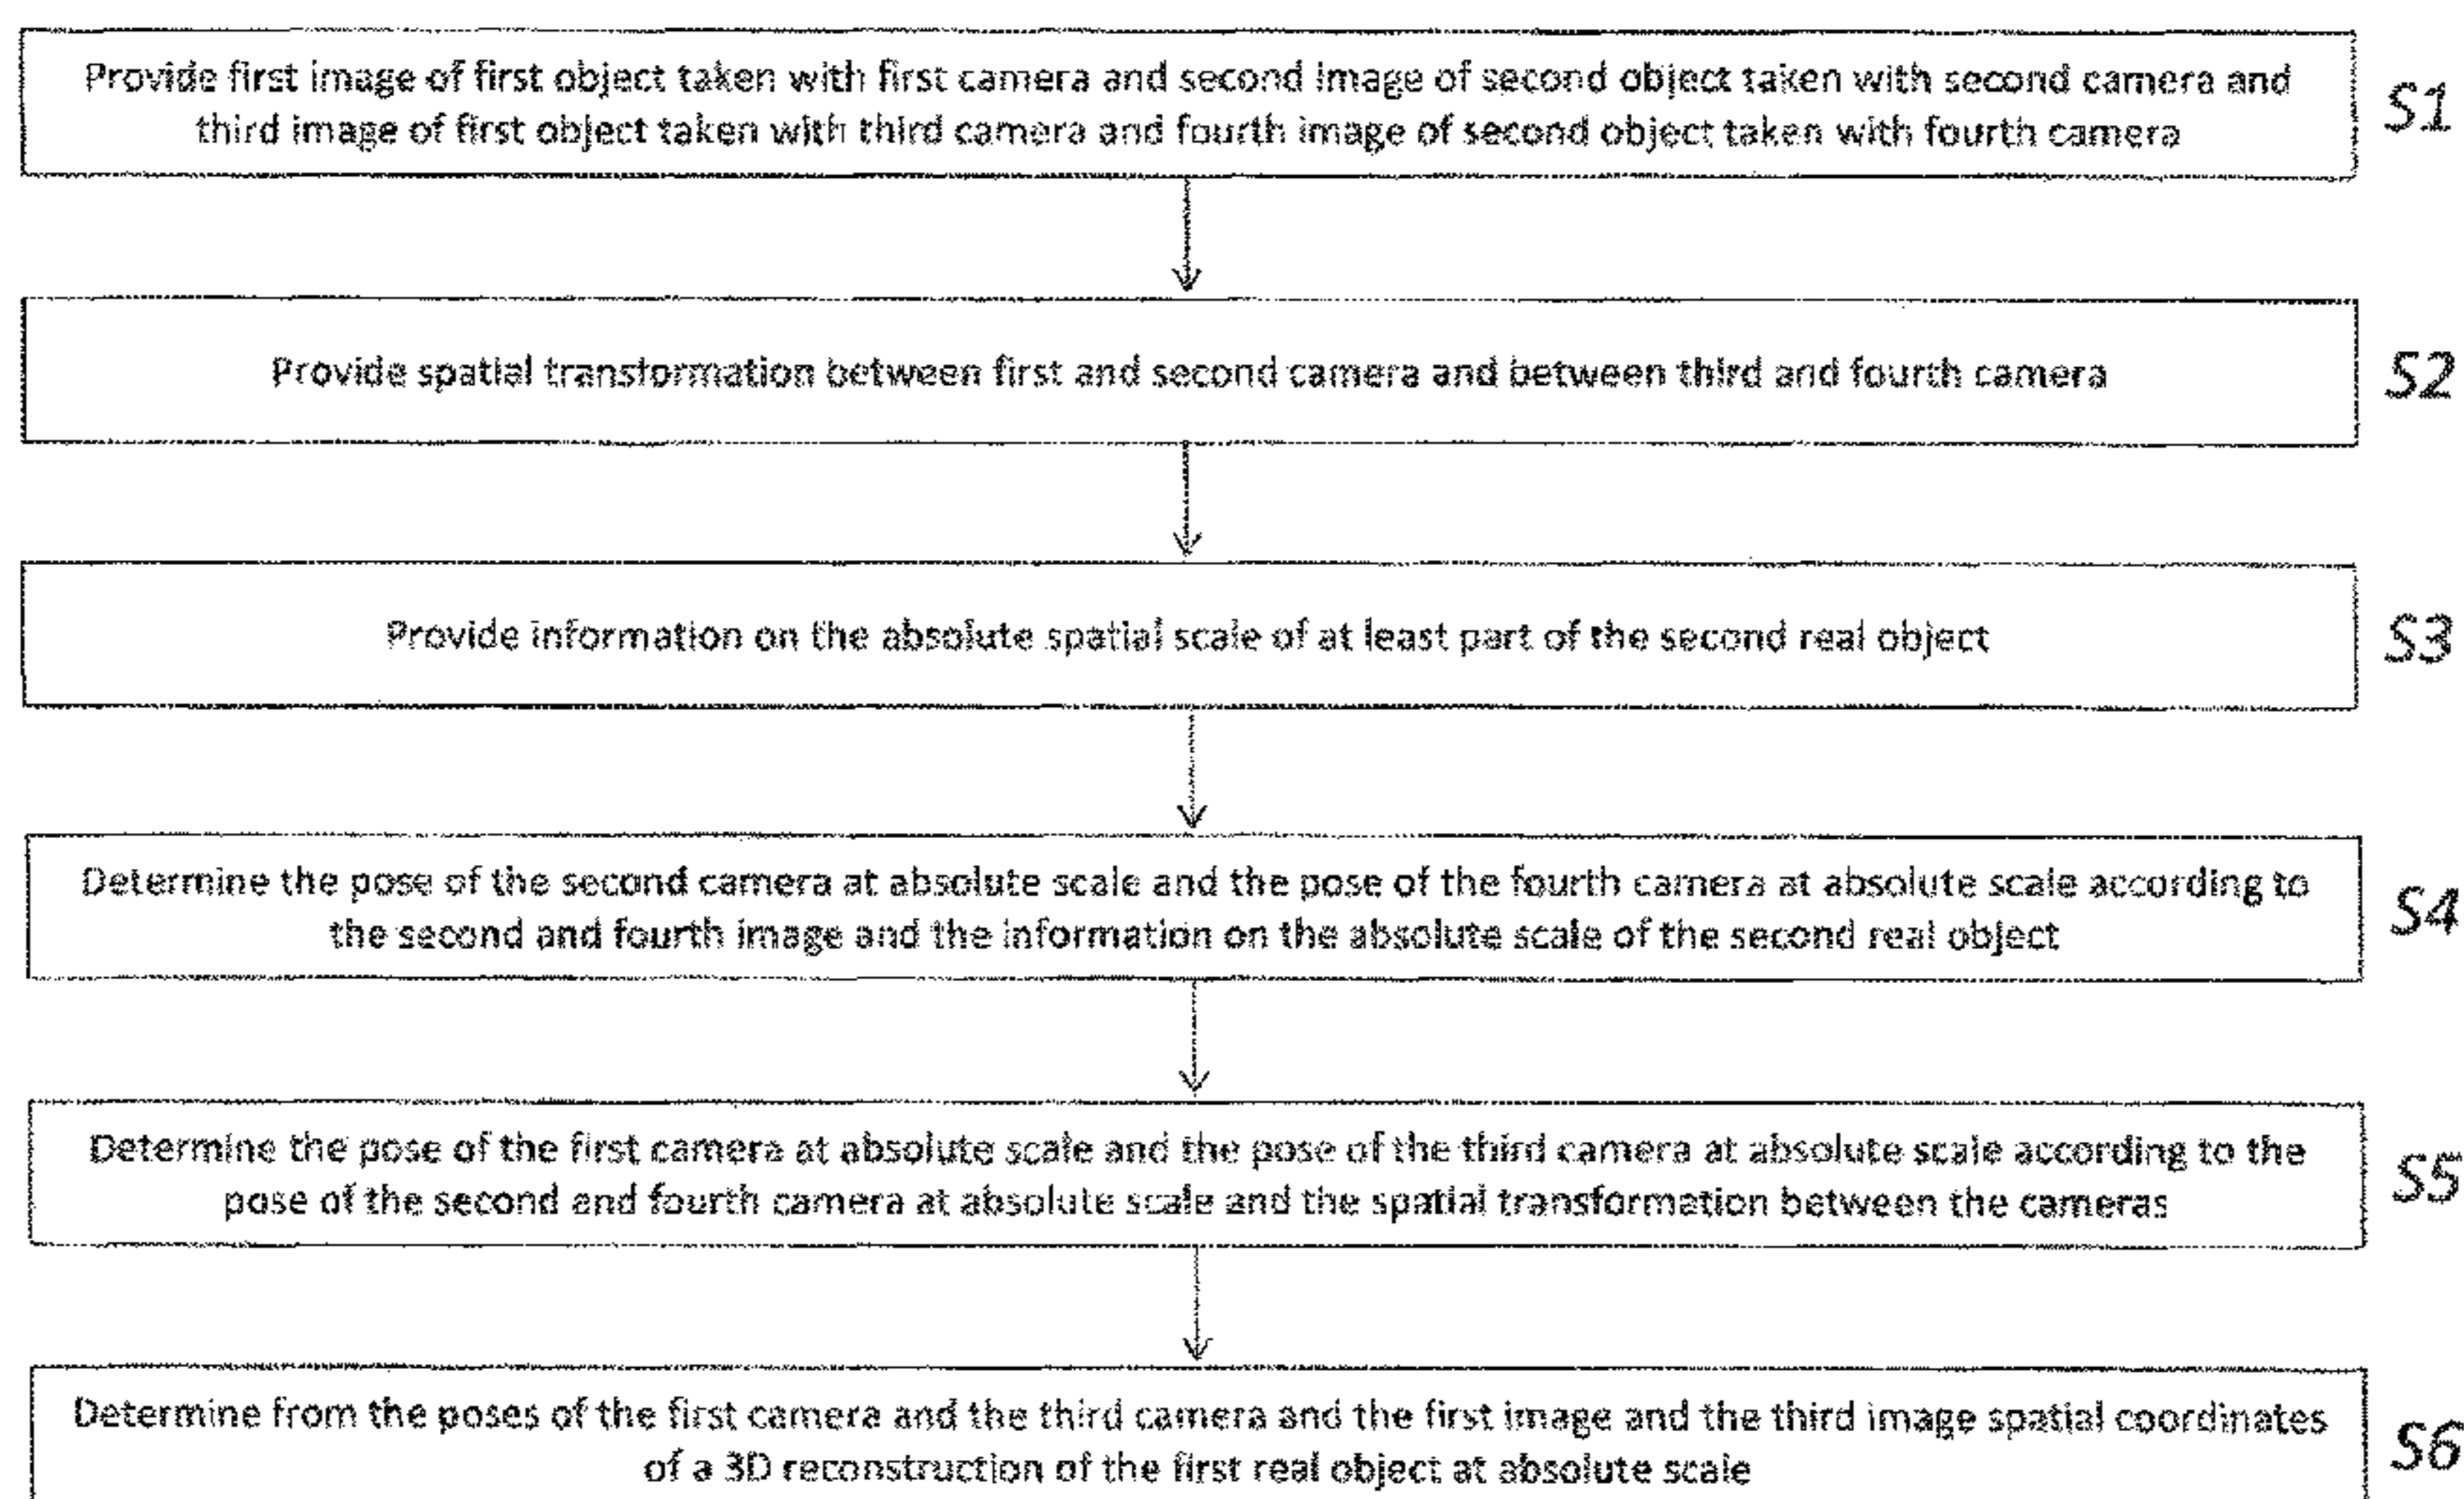 Provide first image of first object taken with first camera and second image of second object taken with second camera and
third image of first object taken with third camera and fourth image of second object taken with fourth camera
S1
Provide spatial transformation between first and second camera and between third and fourth camera
S2
Provide information on the absolute spatial scale of at least part of the second real object
S3
Determine the pose of the second camera at absolute scale and the pose of the fourth camera at absolute scale according to
the second and fourth image and the information on the absolute scale of the second real object
S4
Determine the pose of the first camera at absolute scale and the pose of the third camera at absolute scale according to the
pose of the second and fourth camera at absolute scale and the spatial transformation between the cameras
S5
Determine from the poses of the first camera and the third camera and the first image and the third image spatial coordinates
of a 3D reconstruction of the first real object at absolute scale
S6